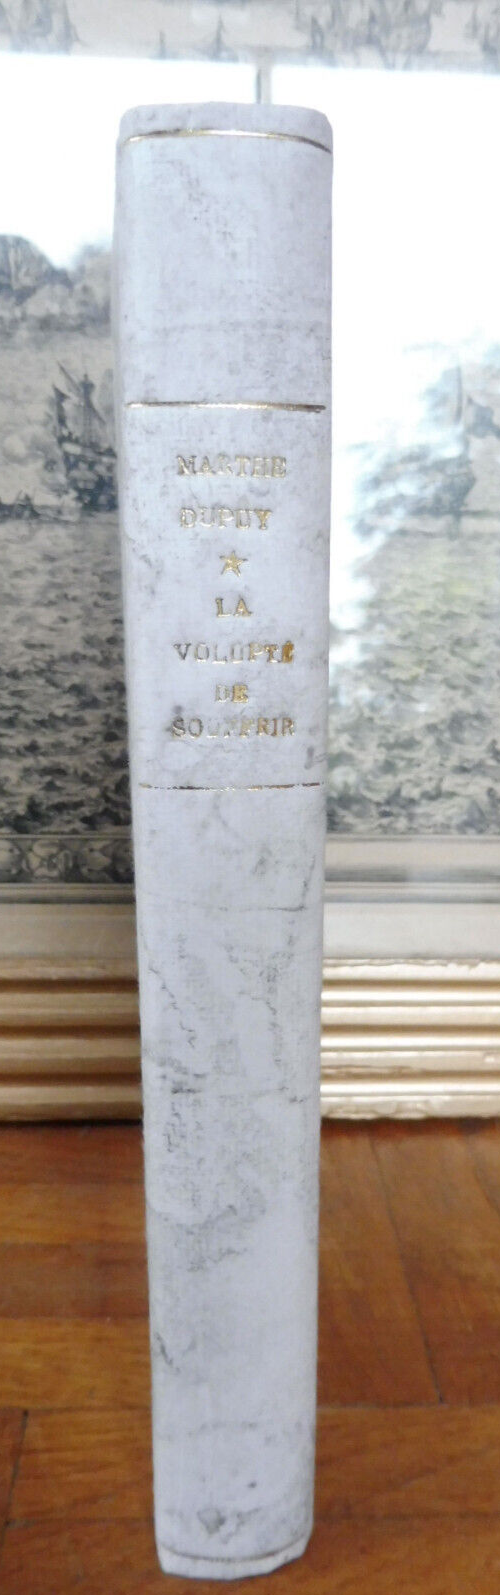 MARTHE
DUPUY
LA
VOLUPTÉ
DE
SOUFFRIR